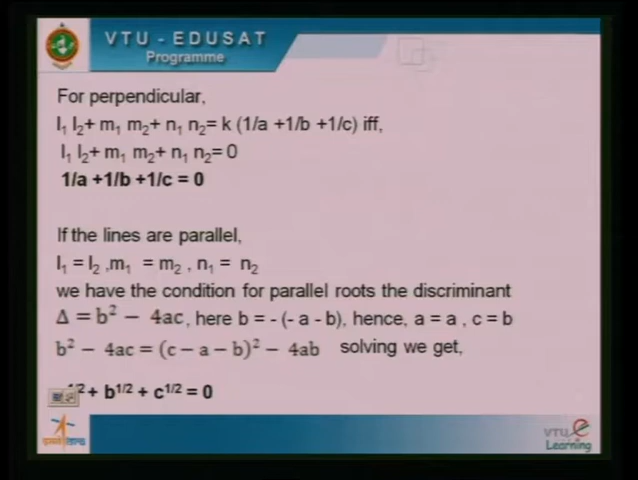 VTU - EDUSAT
Programme
For perpendicular,
l₁ l₂+ m₁ m₂+ n₁ n₂= k (1/a +1/b +1/c) iff,
l₁ l₂+ m₁ m₂+ n₁ n₂= 0
1/a +1/b +1/c = 0
If the lines are parallel,
l₁ = l₂ ,m₁ = m₂ , n₁ = n₂
we have the condition for parallel roots the discriminant
Δ = b² − 4ac, here b = - (- a - b), hence, a = a , c = b
b² − 4ac = (c − a − b)² − 4ab solving we get,
1/2 + b1/2 + c1/2 = 0
VTU e
Learning